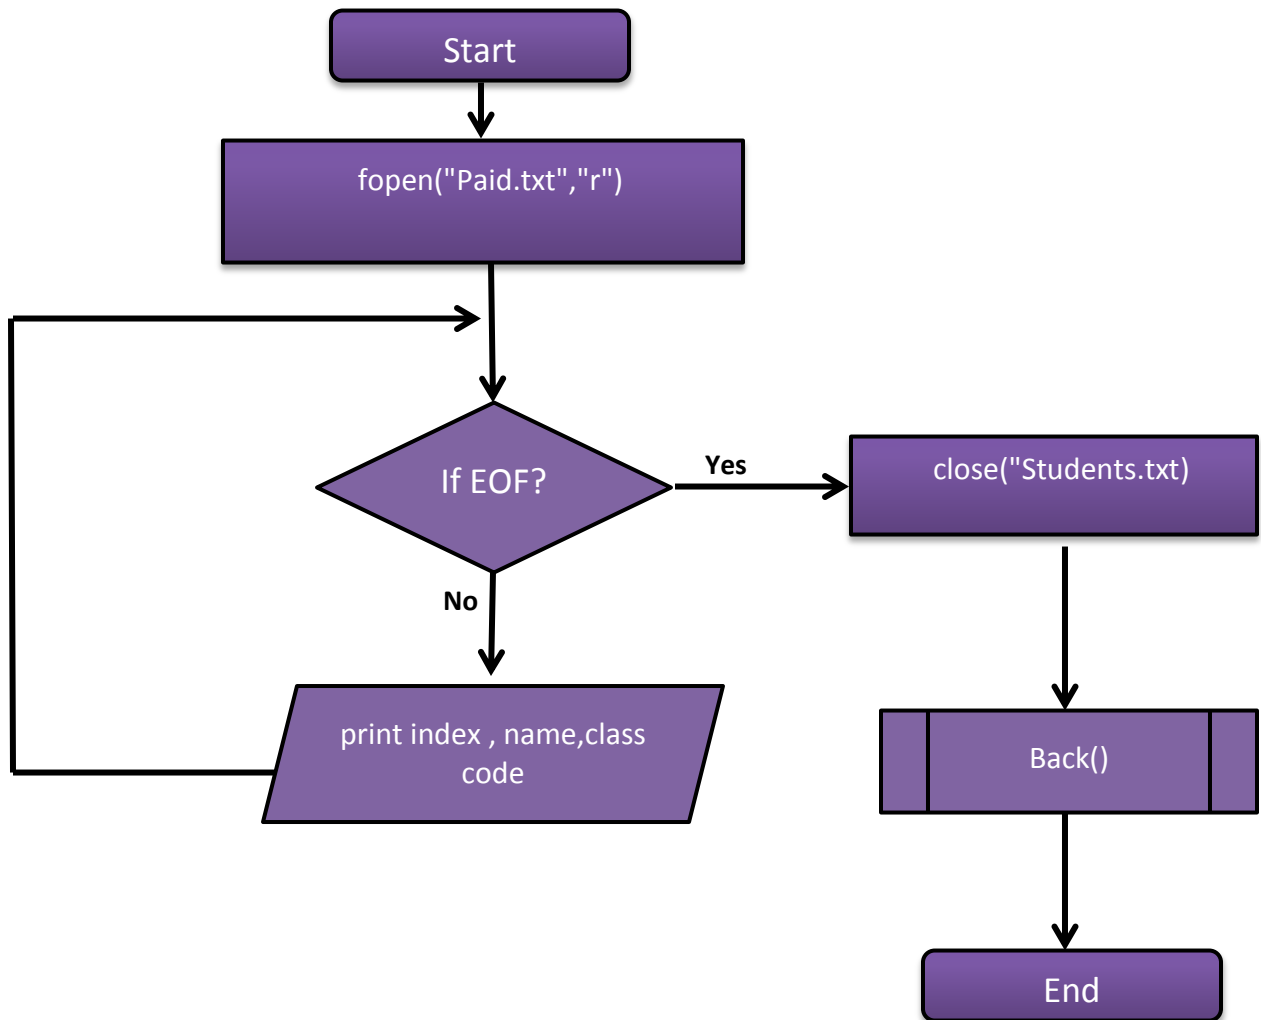 Start
fopen("Paid.txt","r")
If EOF?
Yes
close("Students.txt)
No
print index , name,class
code
Back()
End